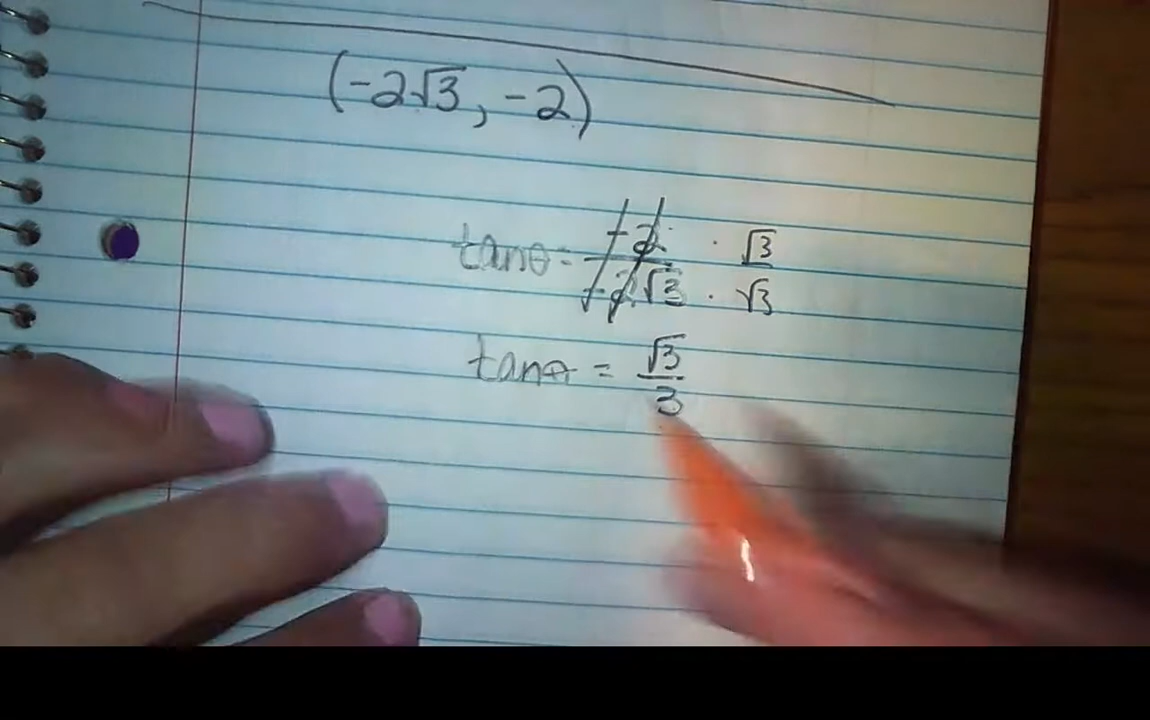 (-2√3, -2)
tanθ = -2/-2√3 · √3/√3
tanθ = √3/3